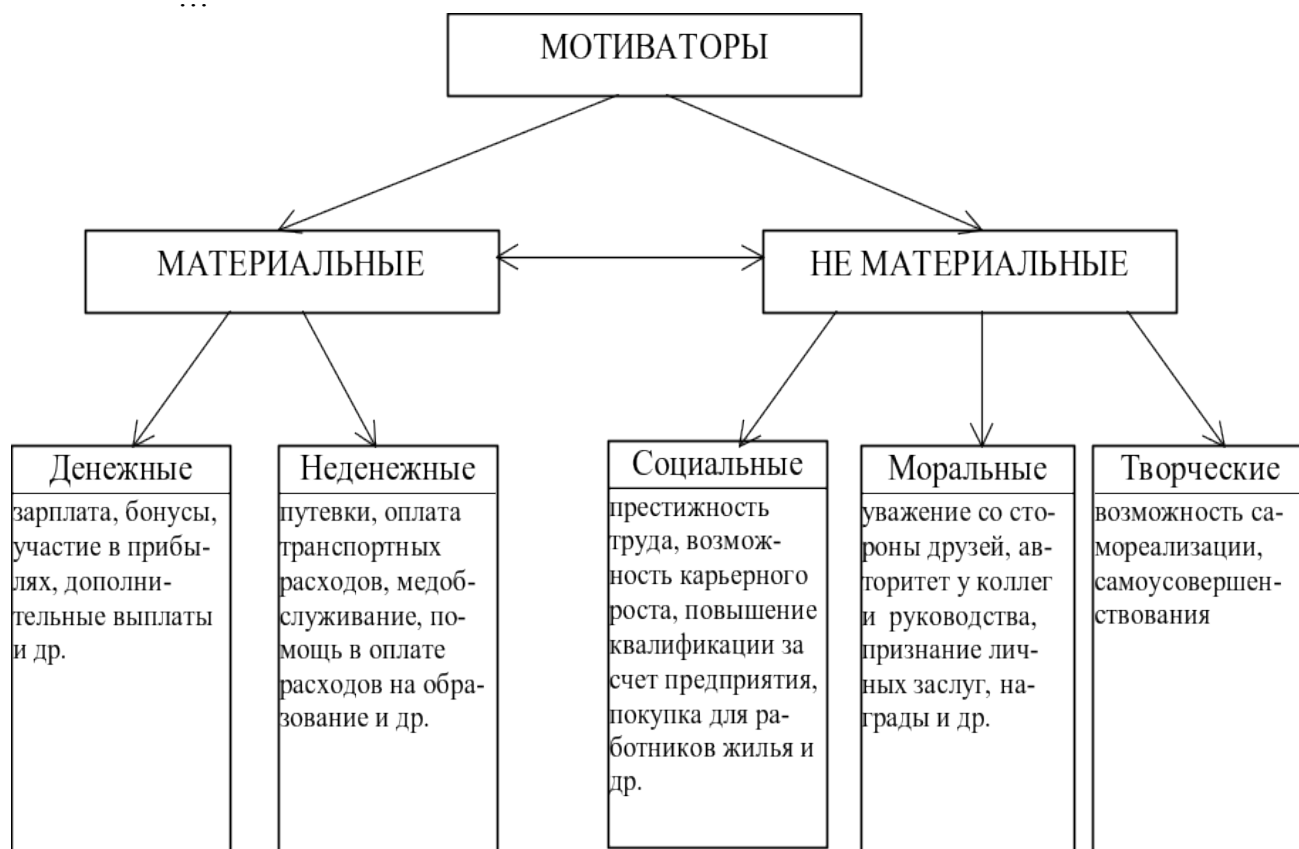 ...
МОТИВАТОРЫ
МАТЕРИАЛЬНЫЕ
НЕ МАТЕРИАЛЬНЫЕ
Денежные
зарплата, бонусы,
участие в прибы-
лях, дополни-
тельные выплаты
и др.
Неденежные
путевки, оплата
транспортных
расходов, медоб-
служивание, по-
мощь в оплате
расходов на обра-
зование и др.
Социальные
престижность
труда, возмож-
ность карьерного
роста, повышение
квалификации за
счет предприятия,
покупка для ра-
ботников жилья и
др.
Моральные
уважение со сто-
роны друзей, ав-
торитет у коллег
и руководства,
признание лич-
ных заслуг, на-
грады и др.
Творческие
возможность са-
мореализации,
самоусовершен-
ствования